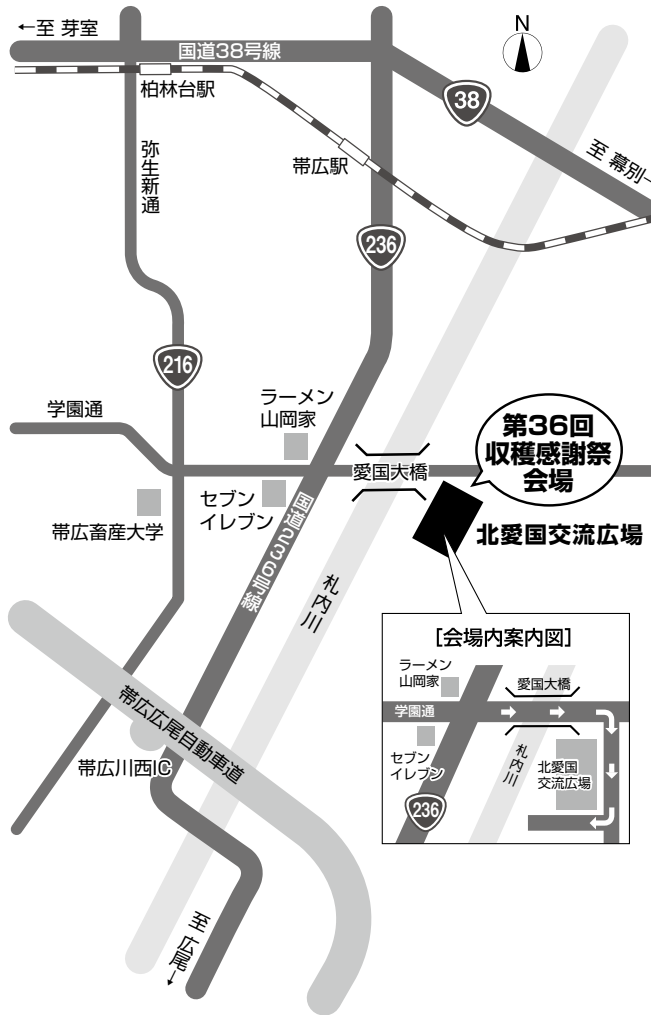 ←至 芽室
国道38号線
N
柏林台駅
38
弥生新通
帯広駅
至 幕別→
236
216
ラーメン
山岡家
学園通
第36回
収穫感謝祭
会場
愛国大橋
セブン
イレブン
帯広畜産大学
国道236号線
北愛国交流広場
札内川
[会場内案内図]
ラーメン
山岡家
愛国大橋
学園通
セブン
イレブン
札内川
北愛国
交流広場
236
帯広広尾自動車道
帯広川西IC
至 広尾→